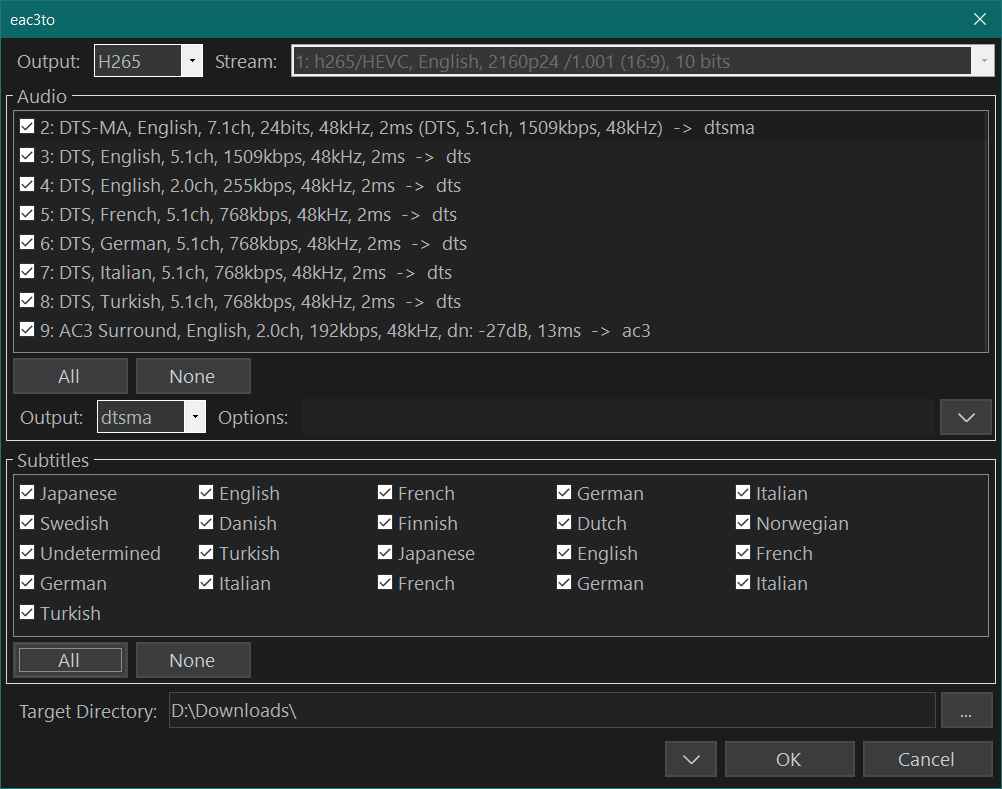 eac3to
Output: H265 Stream: 1: h265/HEVC, English, 2160p24 /1.001 (16:9), 10 bits
Audio
2: DTS-MA, English, 7.1ch, 24bits, 48kHz, 2ms (DTS, 5.1ch, 1509kbps, 48kHz) -> dtsma
3: DTS, English, 5.1ch, 1509kbps, 48kHz, 2ms -> dts
4: DTS, English, 2.0ch, 255kbps, 48kHz, 2ms -> dts
5: DTS, French, 5.1ch, 768kbps, 48kHz, 2ms -> dts
6: DTS, German, 5.1ch, 768kbps, 48kHz, 2ms -> dts
7: DTS, Italian, 5.1ch, 768kbps, 48kHz, 2ms -> dts
8: DTS, Turkish, 5.1ch, 768kbps, 48kHz, 2ms -> dts
9: AC3 Surround, English, 2.0ch, 192kbps, 48kHz, dn: -27dB, 13ms -> ac3
All None
Output: dtsma Options:
Subtitles
Japanese English French German Italian
Swedish Danish Finnish Dutch Norwegian
Undetermined Turkish Japanese English French
German Italian French German Italian
Turkish
All None
Target Directory: D:\Downloads\ ...
OK Cancel